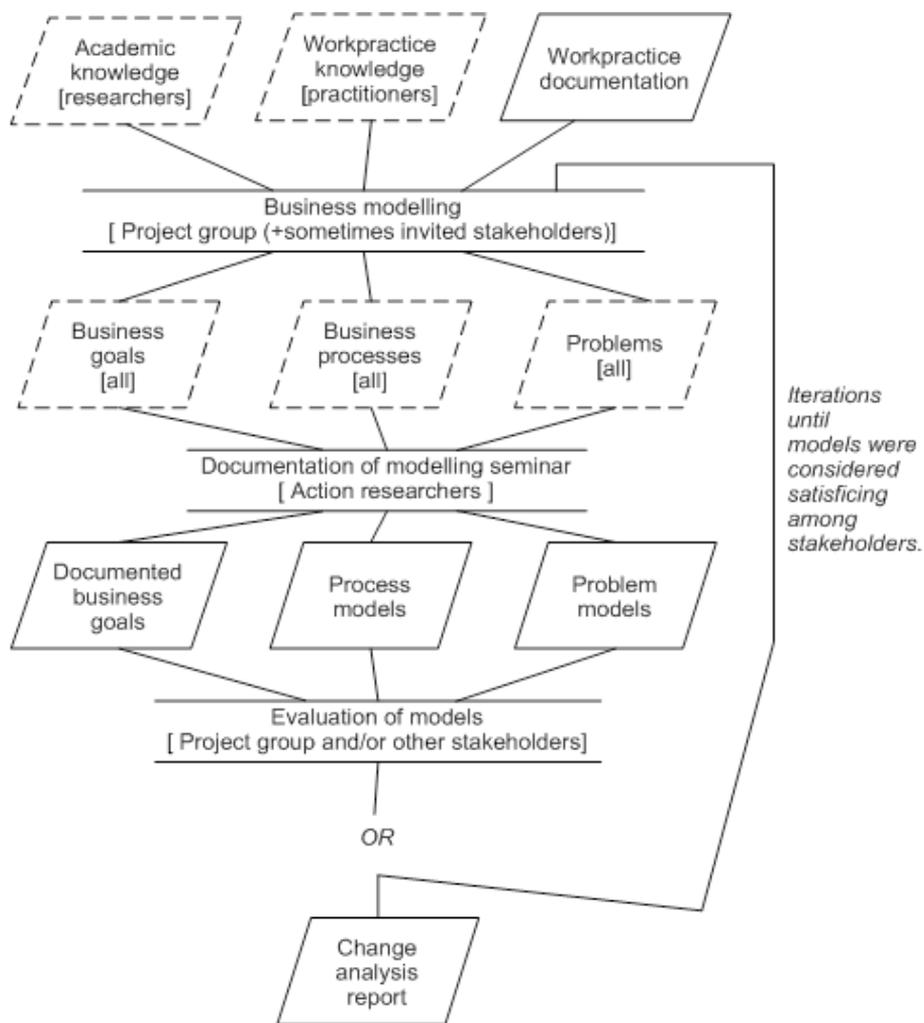 Academic
knowledge
[researchers]
Workpractice
knowledge
[practitioners]
Workpractice
documentation
Business modelling
[ Project group (+sometimes invited stakeholders)]
Business
goals
[all]
Business
processes
[all]
Problems
[all]
Iterations
until
models were
considered
satisficing
among
stakeholders.
Documentation of modelling seminar
[ Action researchers ]
Documented
business
goals
Process
models
Problem
models
Evaluation of models
[ Project group and/or other stakeholders]
OR
Change
analysis
report